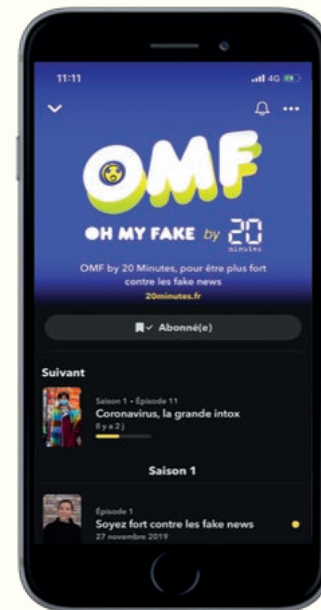 11:11
4G
OMF
OH MY FAKE by 20
minutes
OMF by 20 Minutes, pour être plus fort
contre les fake news
20minutes.fr
Abonné(e)
Suivant
Saison 1 - Épisode 11
Coronavirus, la grande intox
Il y a 2 j
Saison 1
Épisode 1
Soyez fort contre les fake news
27 novembre 2019